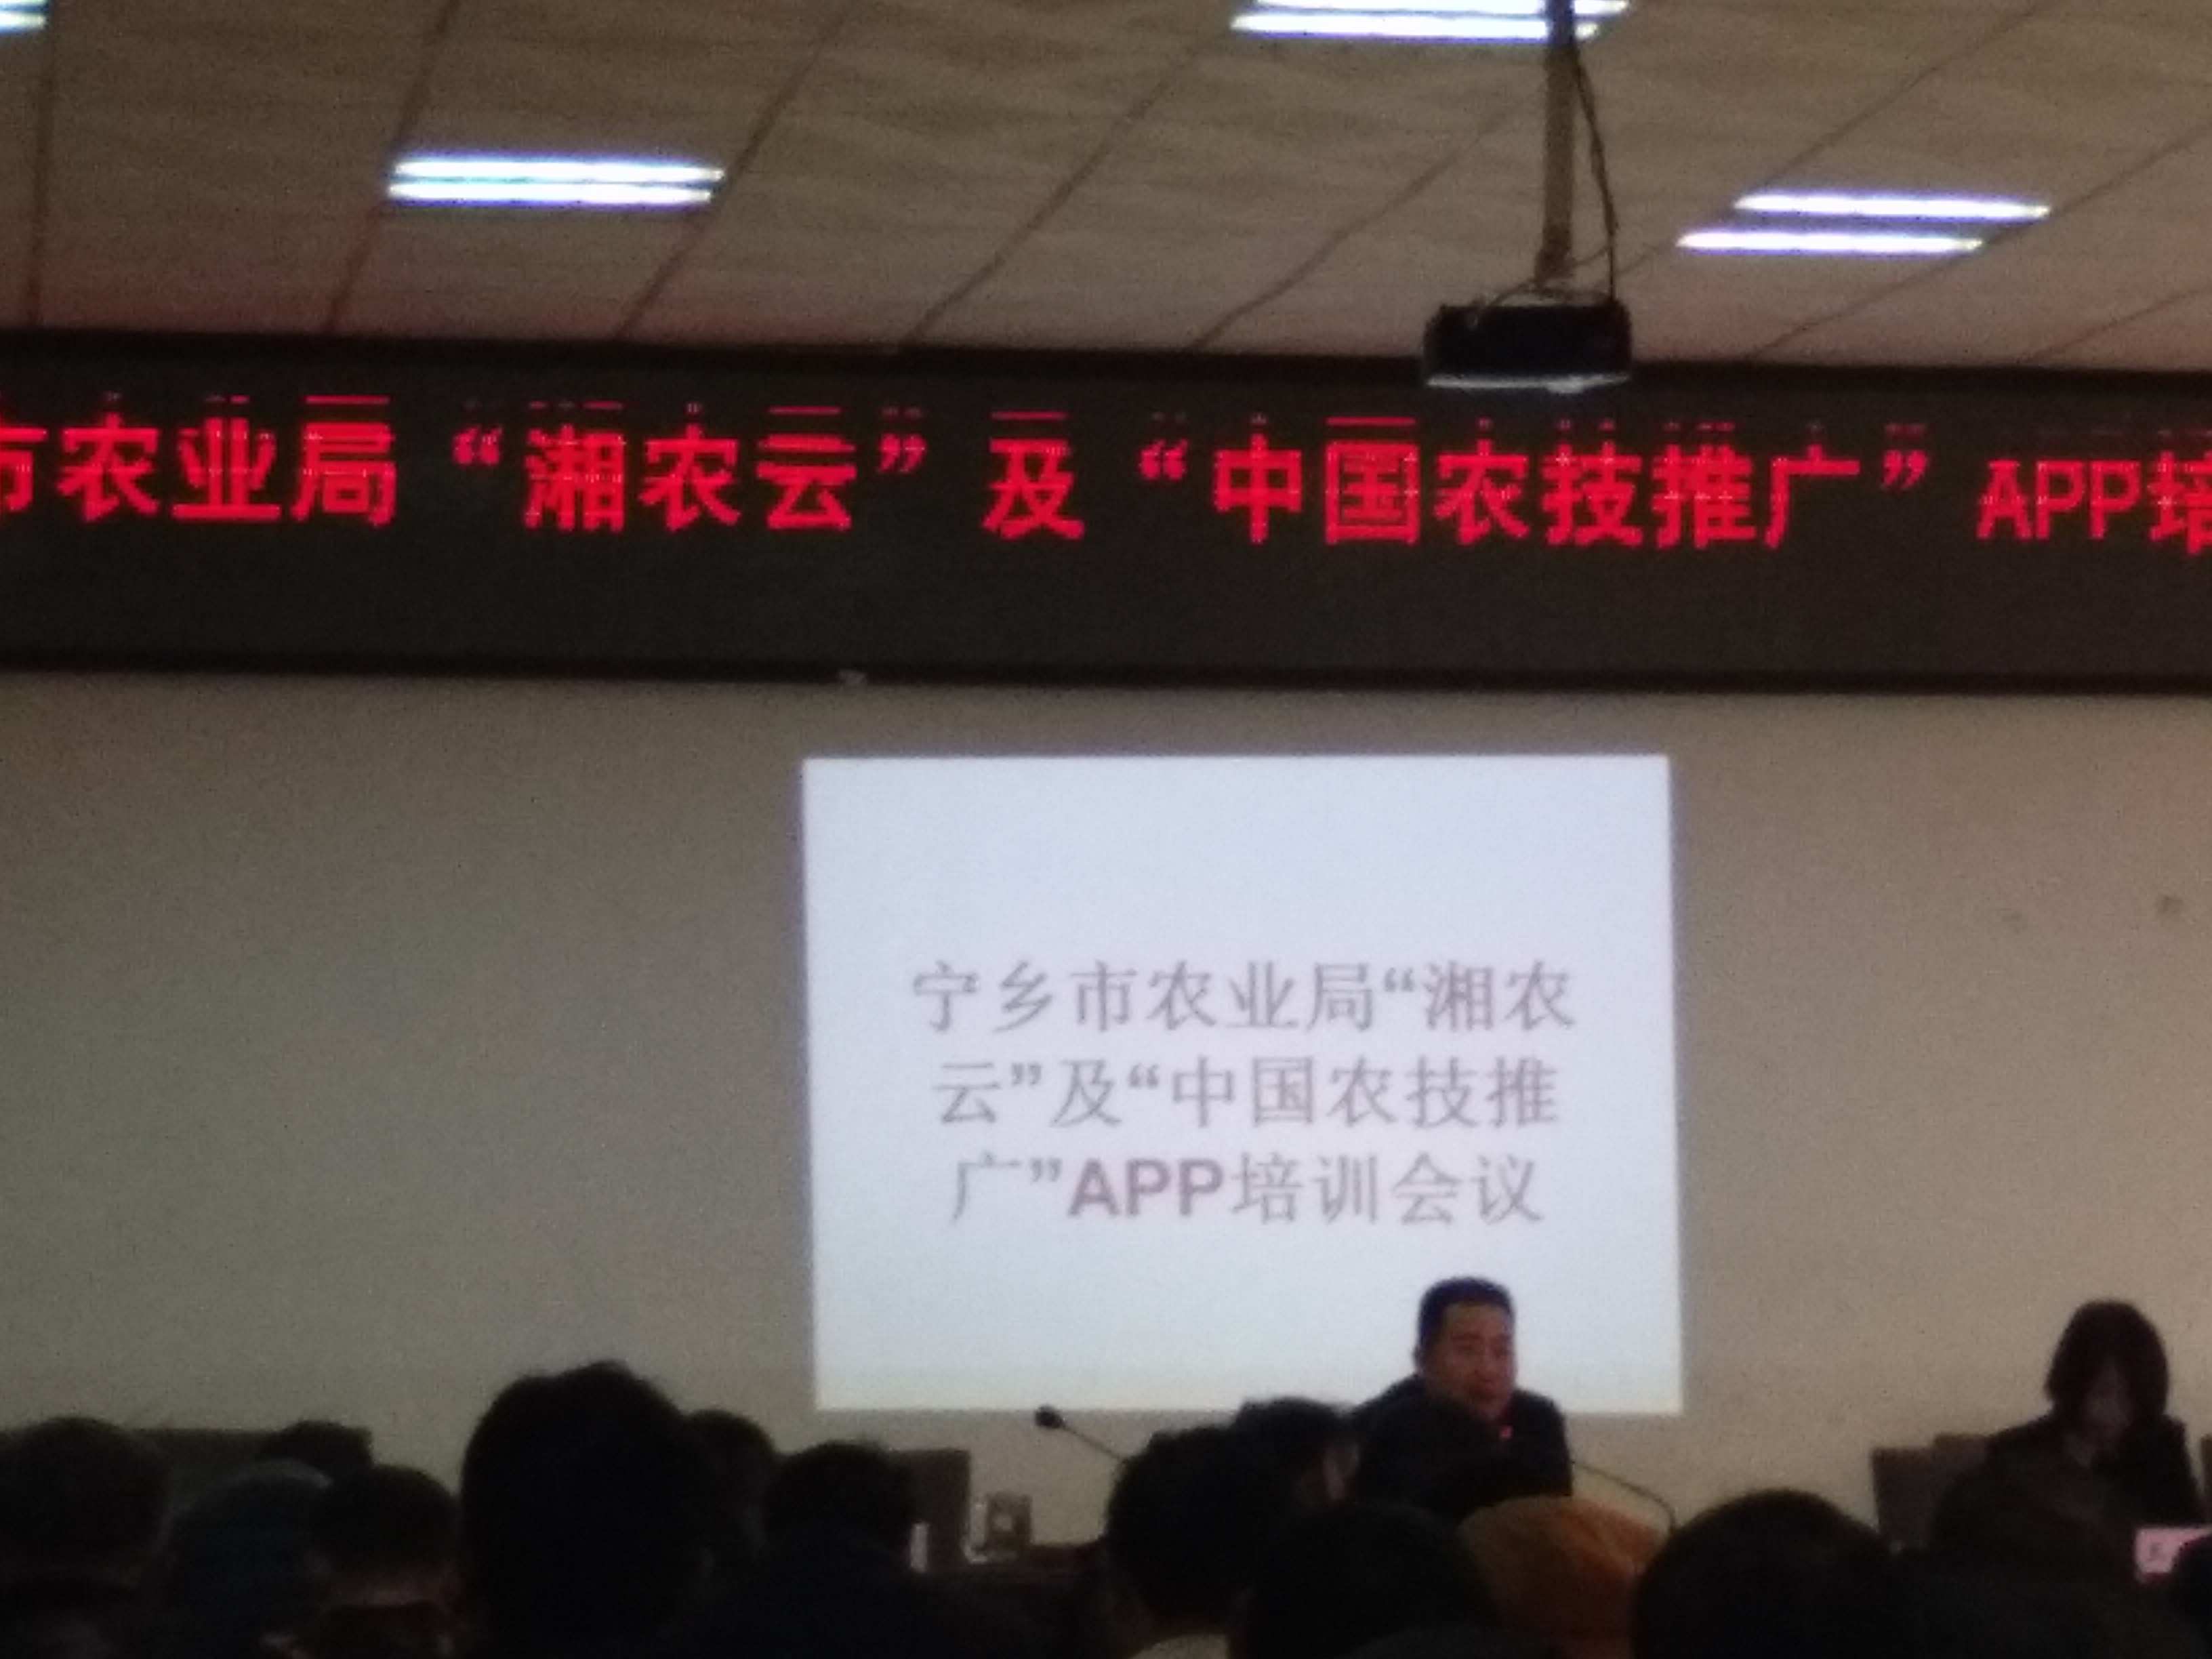 市农业局“湘农云”及“中国农技推广”APP培
宁乡市农业局“湘农
云”及“中国农技推
广”APP培训会议